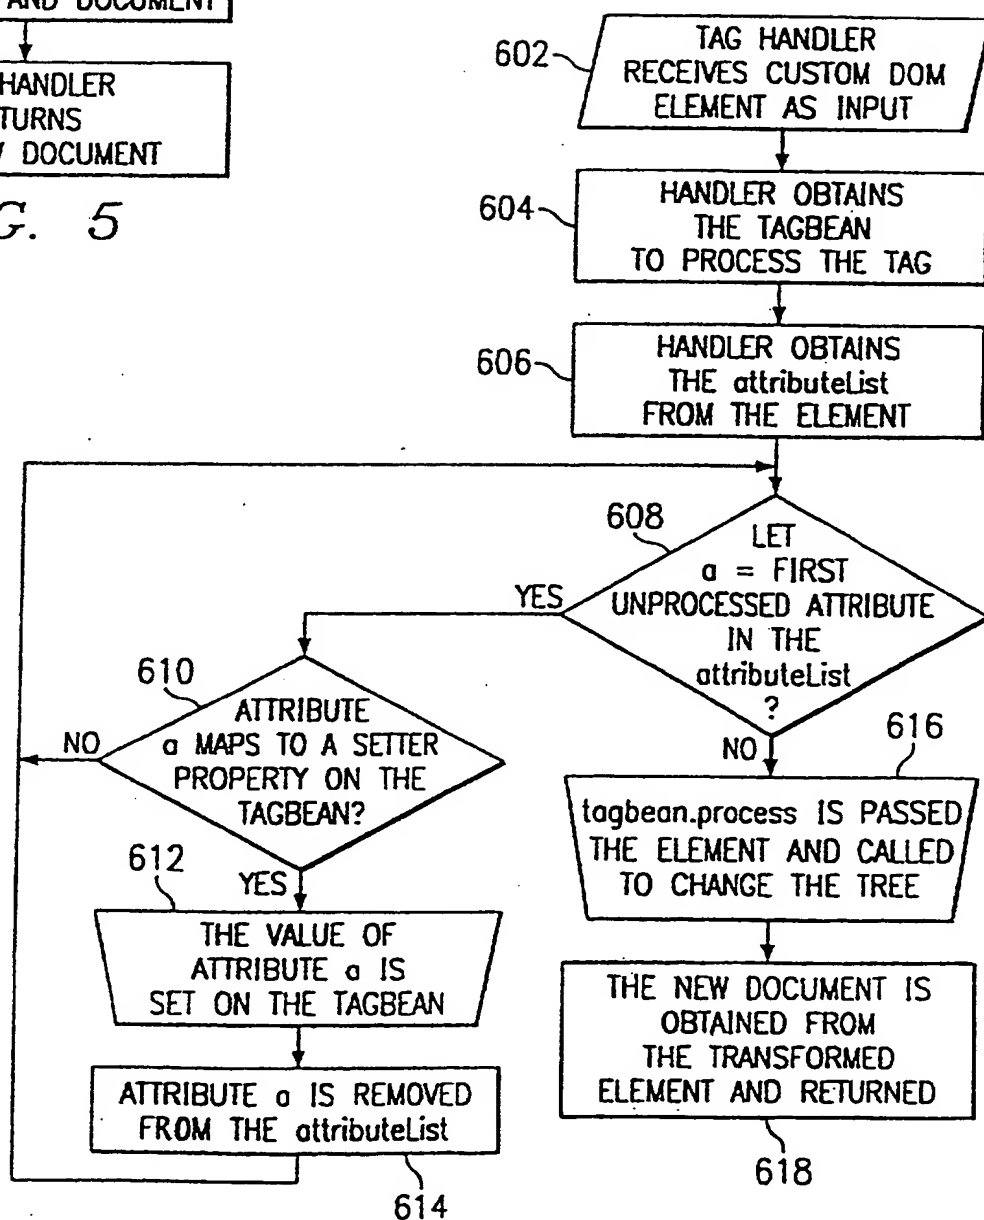 AND DOCUMENT
HANDLER
TURNS
DOCUMENT
G. 5
602
TAG HANDLER
RECEIVES CUSTOM DOM
ELEMENT AS INPUT
604
HANDLER OBTAINS
THE TAGBEAN
TO PROCESS THE TAG
606
HANDLER OBTAINS
THE attributeList
FROM THE ELEMENT
608
LET
a = FIRST
UNPROCESSED ATTRIBUTE
IN THE
attributeList
?
YES
NO
610
ATTRIBUTE
a MAPS TO A SETTER
PROPERTY ON THE
TAGBEAN?
NO
YES
612
THE VALUE OF
ATTRIBUTE a IS
SET ON THE TAGBEAN
ATTRIBUTE a IS REMOVED
FROM THE attributeList
614
616
tagbean.process IS PASSED
THE ELEMENT AND CALLED
TO CHANGE THE TREE
THE NEW DOCUMENT IS
OBTAINED FROM
THE TRANSFORMED
ELEMENT AND RETURNED
618